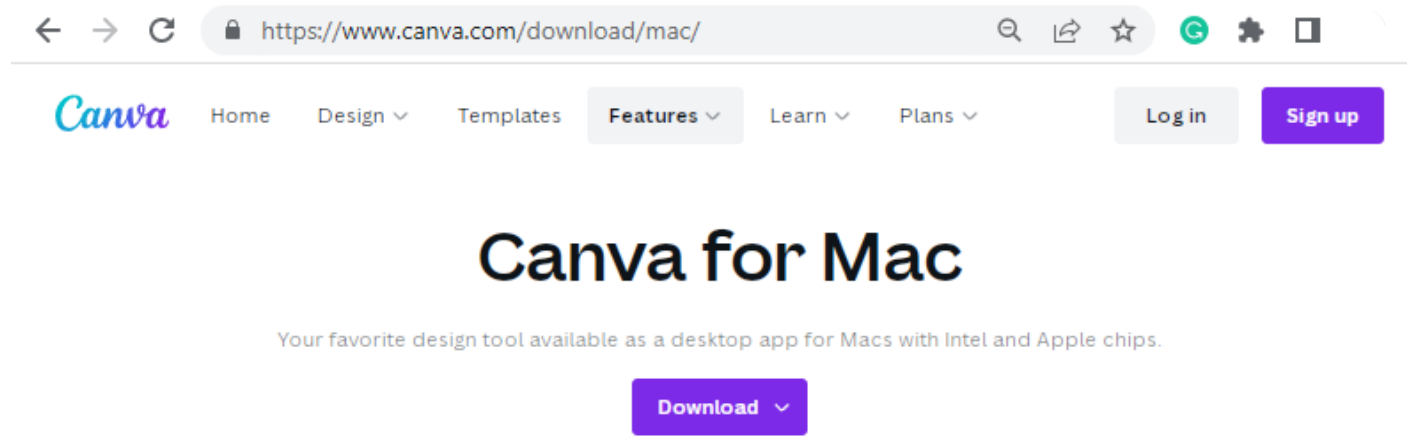 https://www.canva.com/download/mac/
Canva Home Design Templates Features Learn Plans Log in Sign up
Canva for Mac
Your favorite design tool available as a desktop app for Macs with Intel and Apple chips.
Download